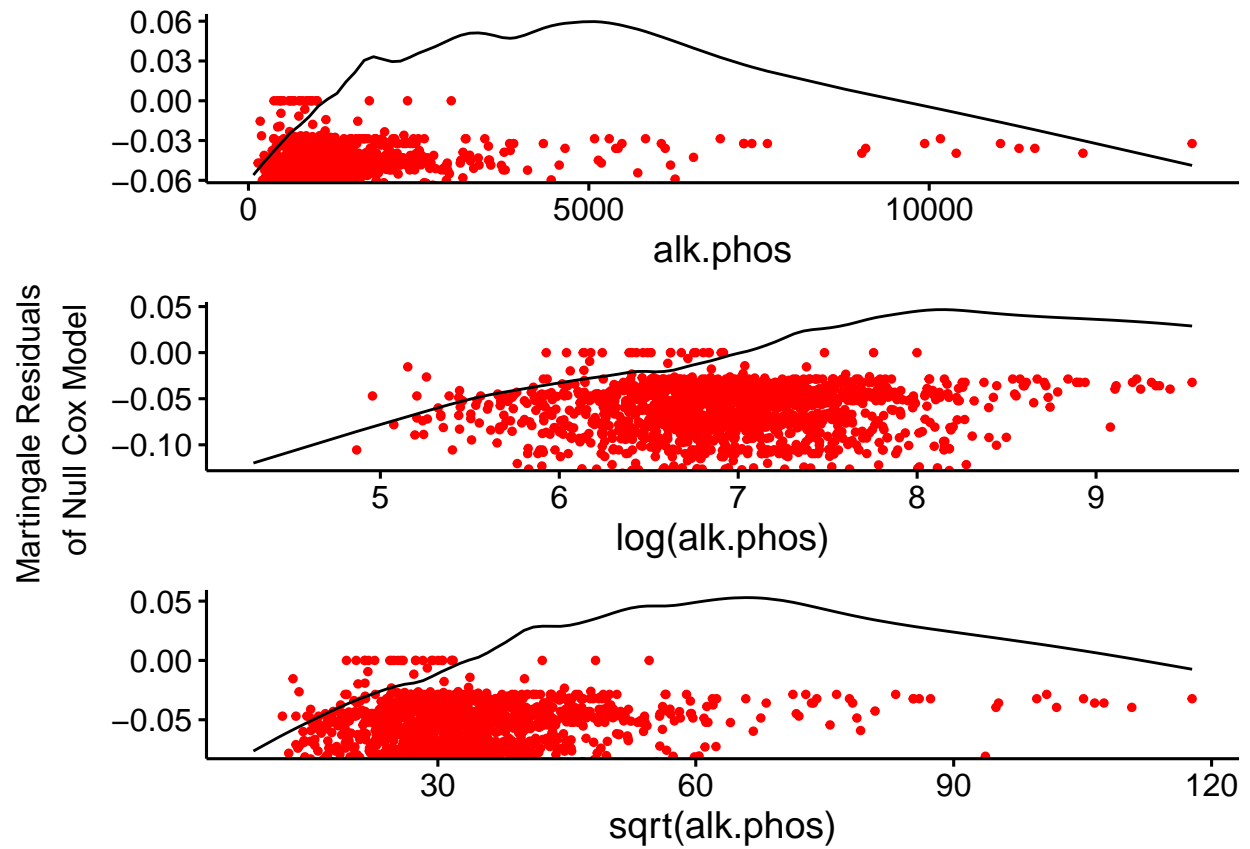 0.06
0.03
0.00
−0.03
−0.06
0 5000 10000
alk.phos
Martingale Residuals
of Null Cox Model
0.05
0.00
−0.05
−0.10
5 6 7 8 9
log(alk.phos)
0.05
0.00
−0.05
30 60 90 120
sqrt(alk.phos)